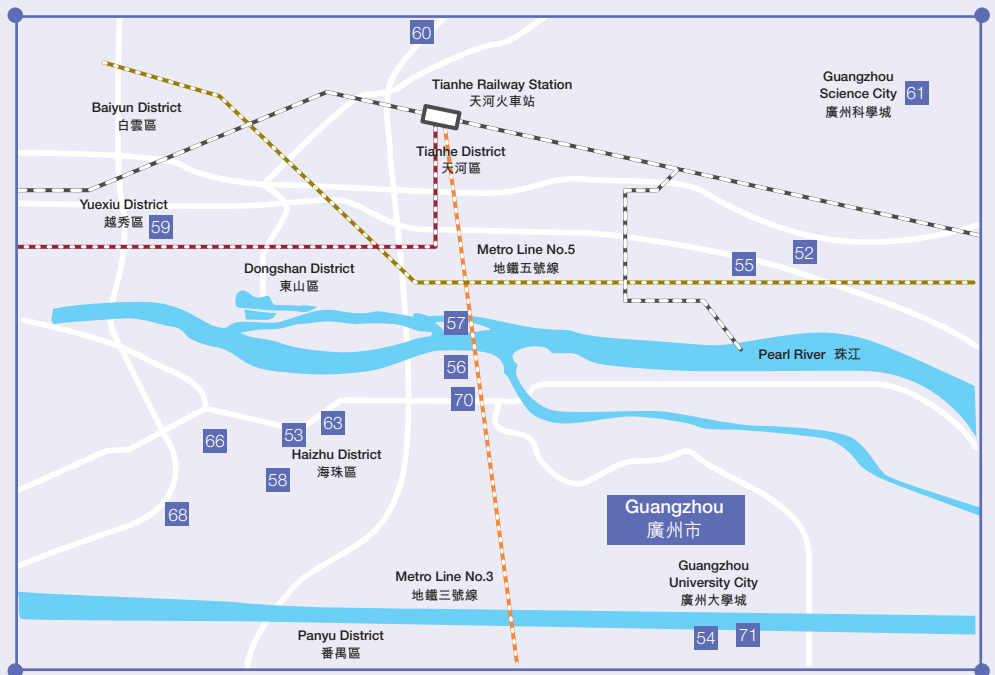 60
Tianhe Railway Station
天河火車站
Guangzhou
Science City
廣州科學城
61
Baiyun District
白雲區
Tianhe District
天河區
Yuexiu District
越秀區
59
Metro Line No.5
地鐵五號線
52
55
Dongshan District
東山區
57
Pearl River 珠江
56
70
63
53
66
Haizhu District
海珠區
58
68
Guangzhou
廣州市
Guangzhou
University City
廣州大學城
Metro Line No.3
地鐵三號線
54
71
Panyu District
番禺區